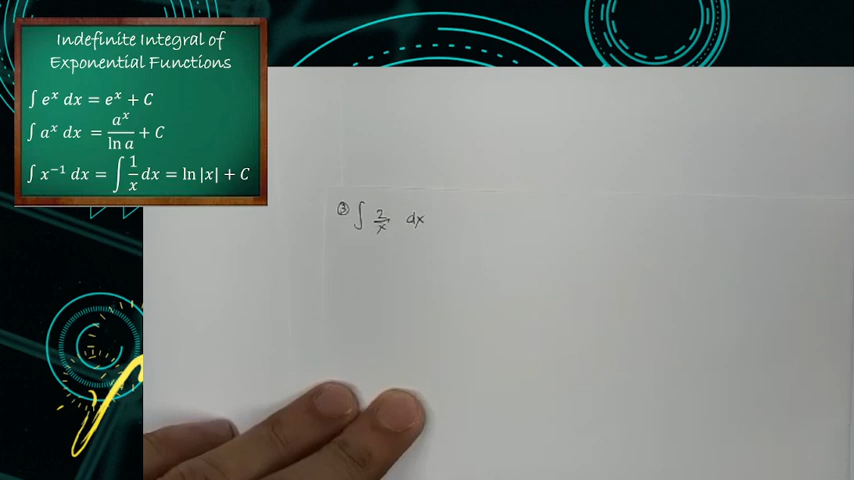 Indefinite Integral of
Exponential Functions
∫ eˣ dx = eˣ + C
∫ aˣ dx = aˣ/ln a + C
∫ x⁻¹ dx = ∫ 1/x dx = ln |x| + C
③ ∫ 2/x dx